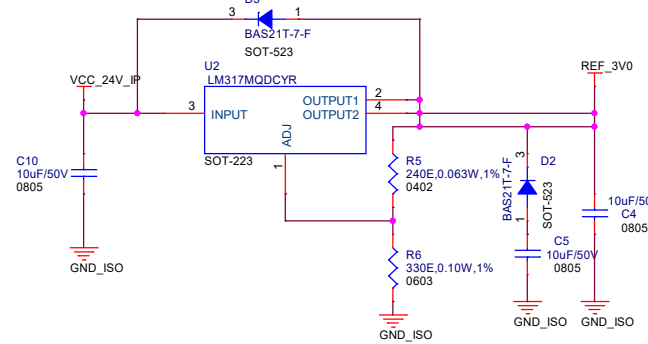 3
1
BAS21T-7-F
SOT-523
U2
LM317MQDCYR
VCC_24V_IP
REF_3V0
3
INPUT
OUTPUT1
2
OUTPUT2
4
ADJ
SOT-223
1
C10
10uF/50V
0805
GND_ISO
R5
240E,0.063W,1%
0402
R6
330E,0.10W,1%
0603
GND_ISO
BAS21T-7-F
3
1
D2
SOT-523
C5
10uF/50V
0805
GND_ISO
10uF/50
C4
0805
GND_ISO